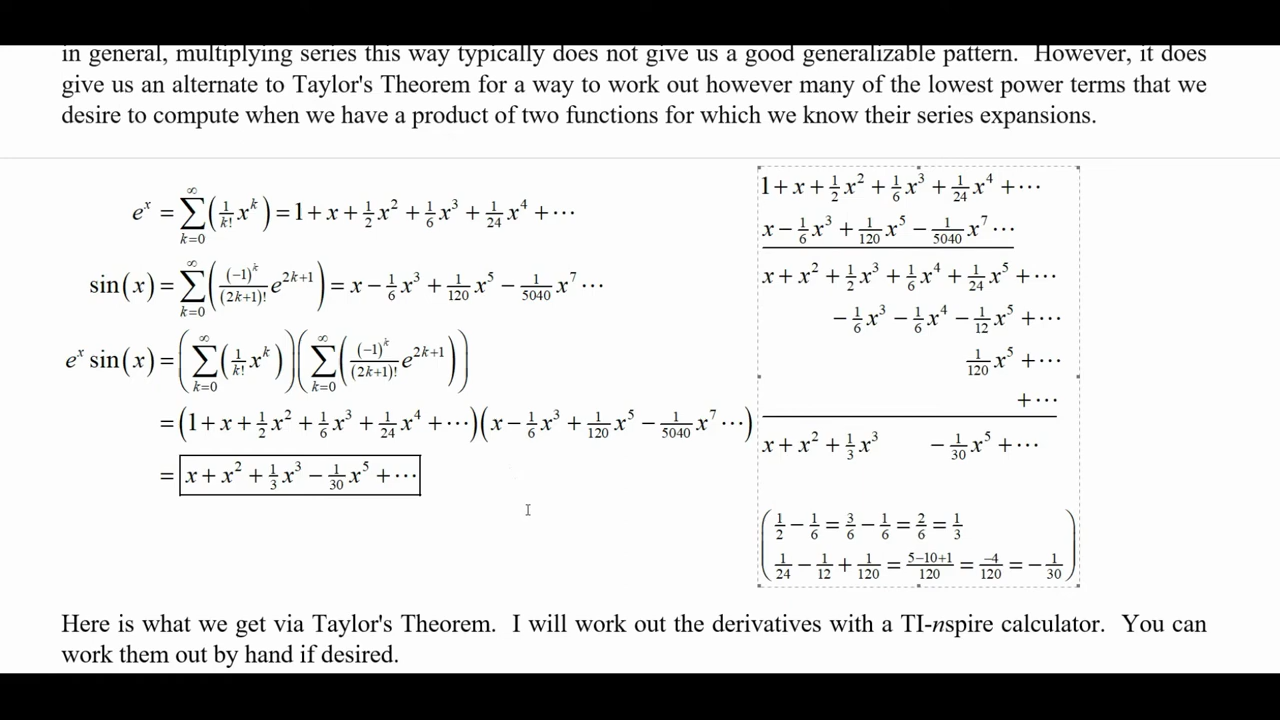 in general, multiplying series this way typically does not give us a good generalizable pattern. However, it does
give us an alternate to Taylor's Theorem for a way to work out however many of the lowest power terms that we
desire to compute when we have a product of two functions for which we know their series expansions.
e^x = ∑_{k=0}^{∞} (1/k! x^k) = 1 + x + 1/2 x^2 + 1/6 x^3 + 1/24 x^4 + ⋯
sin(x) = ∑_{k=0}^{∞} ((-1)^k/(2k+1)! e^{2k+1}) = x − 1/6 x^3 + 1/120 x^5 − 1/5040 x^7 ⋯
e^x sin(x) = (∑_{k=0}^{∞} (1/k! x^k))(∑_{k=0}^{∞} ((-1)^k/(2k+1)! e^{2k+1}))
= (1 + x + 1/2 x^2 + 1/6 x^3 + 1/24 x^4 + ⋯)(x − 1/6 x^3 + 1/120 x^5 − 1/5040 x^7 ⋯)
= x + x^2 + 1/3 x^3 − 1/30 x^5 + ⋯
1 + x + 1/2 x^2 + 1/6 x^3 + 1/24 x^4 + ⋯
x − 1/6 x^3 + 1/120 x^5 − 1/5040 x^7 ⋯
x + x^2 + 1/2 x^3 + 1/6 x^4 + 1/24 x^5 + ⋯
− 1/6 x^3 − 1/6 x^4 − 1/12 x^5 + ⋯
1/120 x^5 + ⋯
+ ⋯
x + x^2 + 1/3 x^3 − 1/30 x^5 + ⋯
(1/2 − 1/6 = 3/6 − 1/6 = 2/6 = 1/3
1/24 − 1/12 + 1/120 = 5−10+1/120 = −4/120 = − 1/30)
Here is what we get via Taylor's Theorem. I will work out the derivatives with a TI-nspire calculator. You can
work them out by hand if desired.